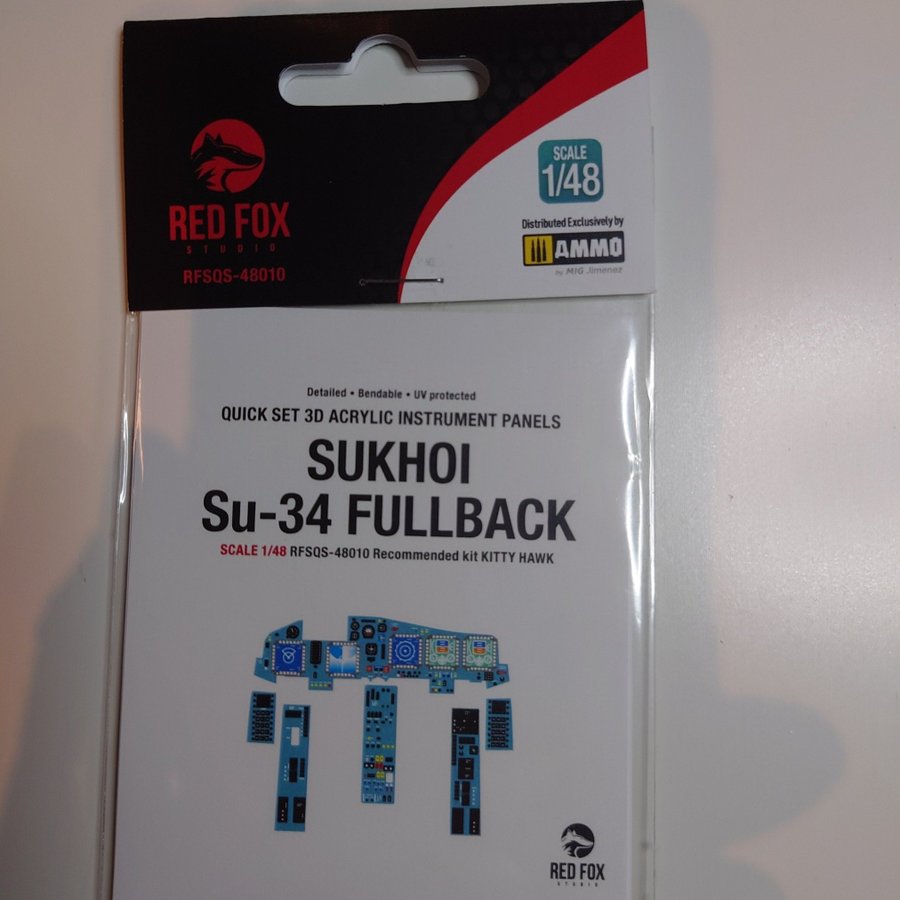 SCALE
1/48
RED FOX
STUDIO
RFSQS-48010
Distributed Exclusively by
AMMO
by MIG Jimenez
Detailed • Bendable • UV protected
QUICK SET 3D ACRYLIC INSTRUMENT PANELS
SUKHOI
Su-34 FULLBACK
SCALE 1/48 RFSQS-48010 Recommended kit KITTY HAWK
RED FOX
STUDIO